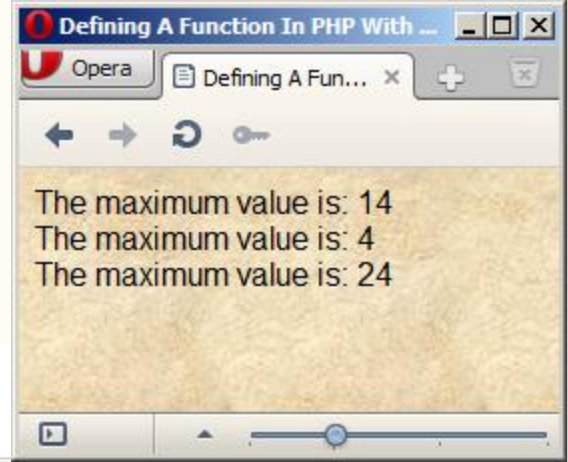 Defining A Function In PHP With ...
Opera
Defining A Fun...
The maximum value is: 14
The maximum value is: 4
The maximum value is: 24